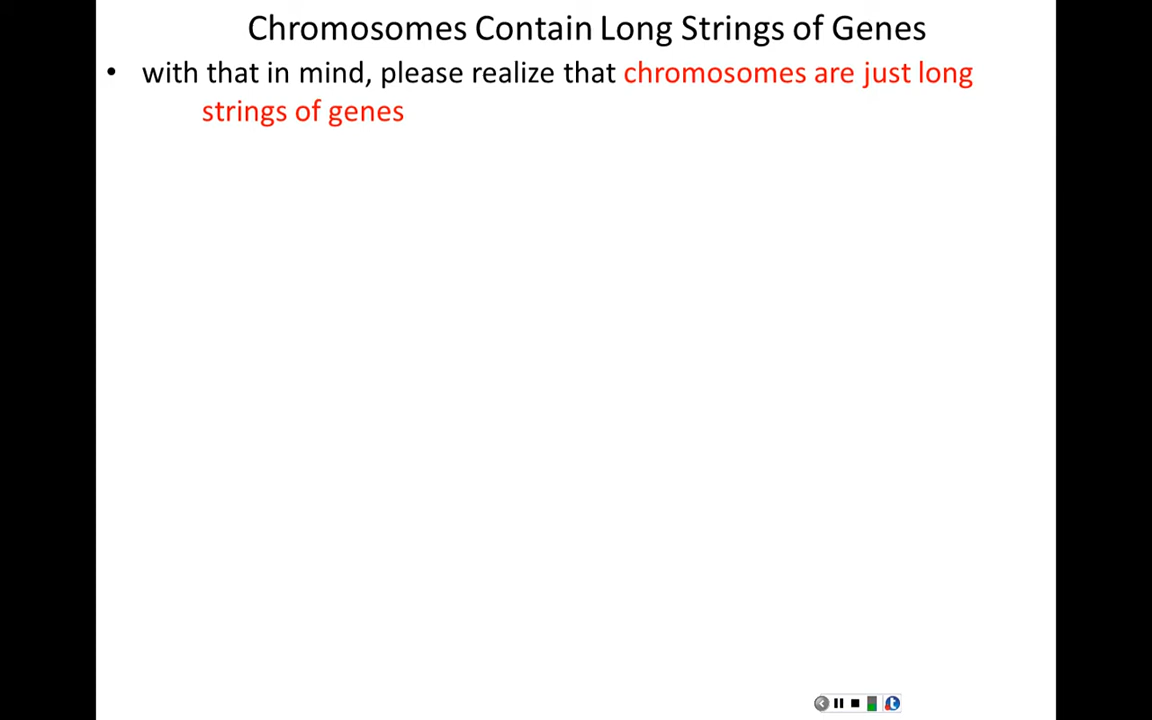 Chromosomes Contain Long Strings of Genes
• with that in mind, please realize that chromosomes are just long
strings of genes